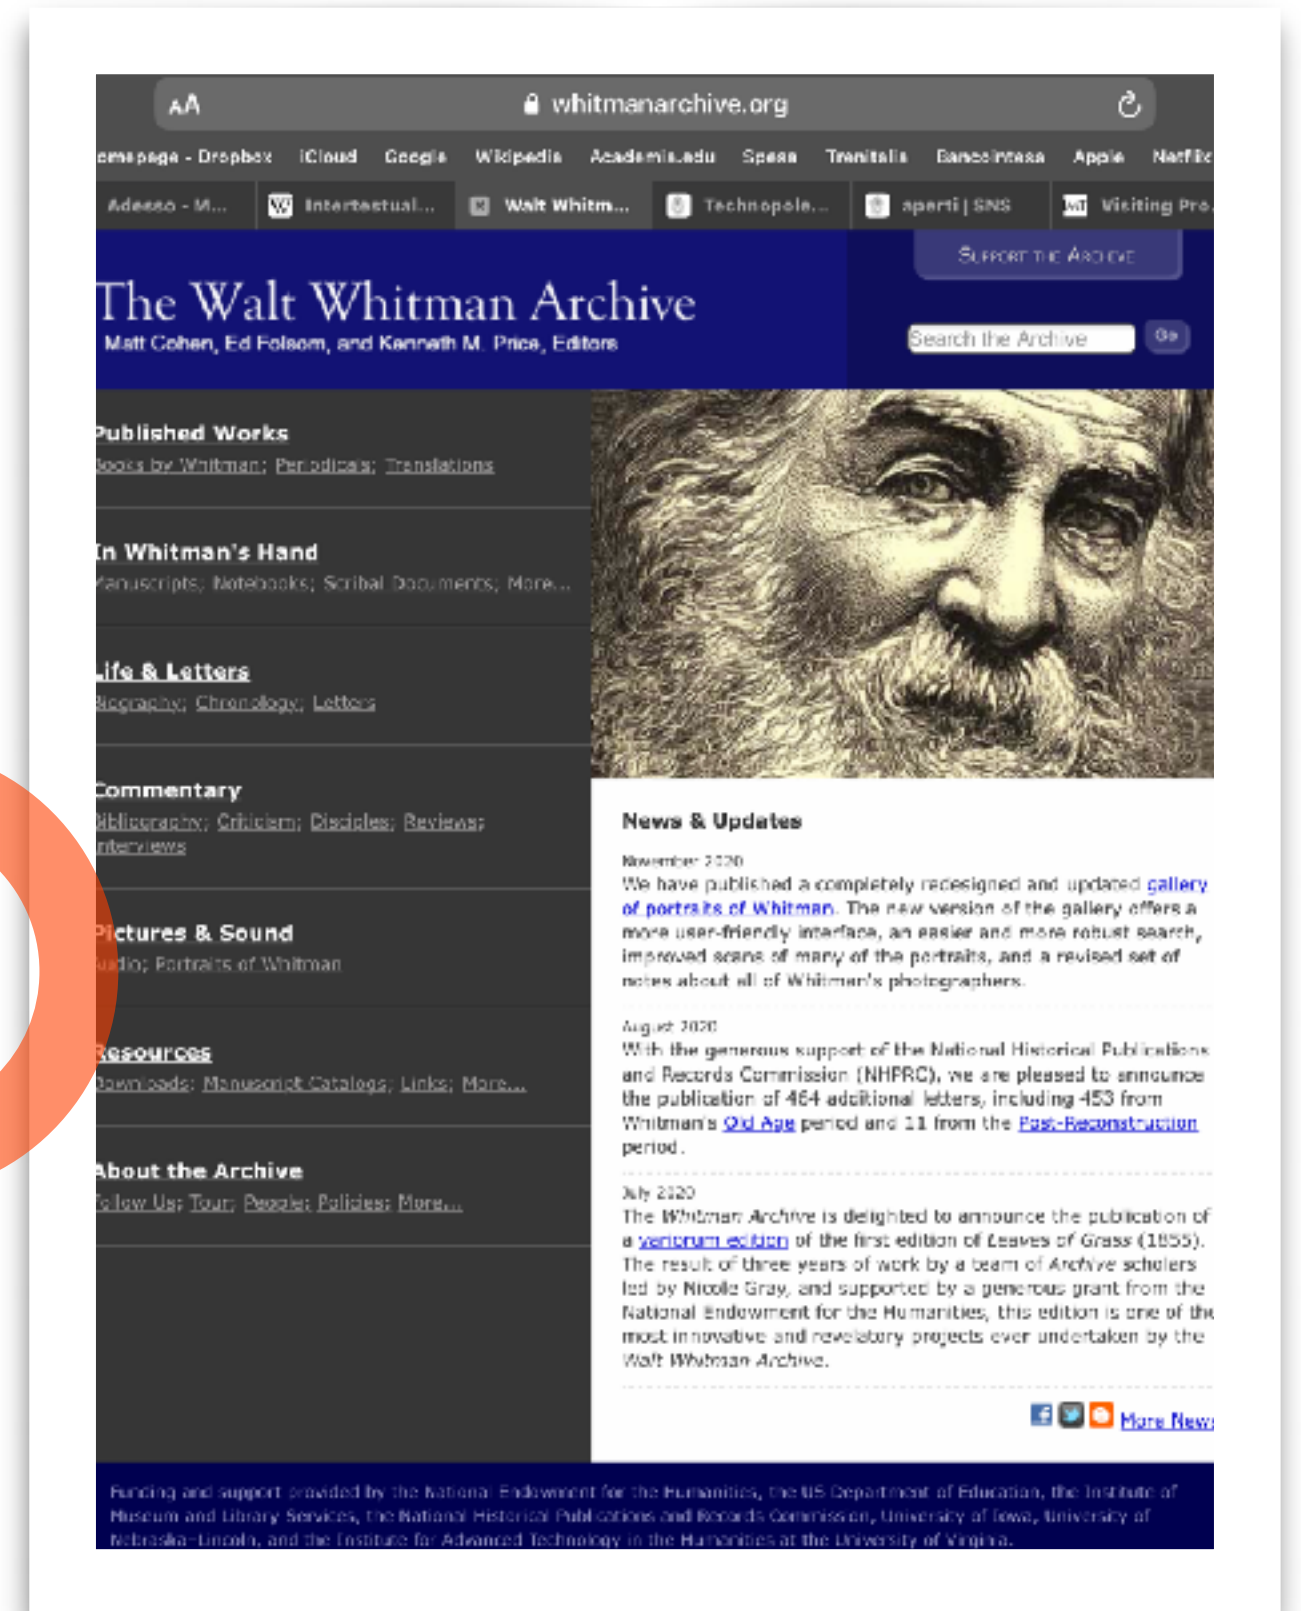 AA whitmanarchive.org
omepage - Dropbox iCloud Google Wikipedia Academia.edu Spesa Trenitalia Bancointesa Apple Netflix
Adesso - M... Intertestual... Walt Whitm... Technopole... aperti | SNS Visiting Pro.
SUPPORT THE ARCHIVE
The Walt Whitman Archive
Matt Cohen, Ed Folsom, and Kenneth M. Price, Editors
Search the Archive Go
Published Works
Books by Whitman; Periodicals; Translations
In Whitman's Hand
Manuscripts; Notebooks; Scribal Documents; More...
Life & Letters
Biography; Chronology; Letters
Commentary
Bibliography; Criticism; Disciples; Reviews;
Interviews
Pictures & Sound
Audio; Portraits of Whitman
Resources
Downloads; Manuscript Catalogs; Links; More...
About the Archive
Follow Us; Tour; People; Policies; More...
News & Updates
November 2020
We have published a completely redesigned and updated gallery
of portraits of Whitman. The new version of the gallery offers a
more user-friendly interface, an easier and more robust search,
improved scans of many of the portraits, and a revised set of
notes about all of Whitman's photographers.
August 2020
With the generous support of the National Historical Publications
and Records Commission (NHPRC), we are pleased to announce
the publication of 464 additional letters, including 453 from
Whitman's Old Age period and 11 from the Post-Reconstruction
period.
July 2020
The Whitman Archive is delighted to announce the publication of
a variorum edition of the first edition of Leaves of Grass (1855).
The result of three years of work by a team of Archive scholars
led by Nicole Gray, and supported by a generous grant from the
National Endowment for the Humanities, this edition is one of the
most innovative and revelatory projects ever undertaken by the
Walt Whitman Archive.
More News
Funding and support provided by the National Endowment for the Humanities, the US Department of Education, the Institute of
Museum and Library Services, the National Historical Publications and Records Commission, University of Iowa, University of
Nebraska-Lincoln, and the Institute for Advanced Technology in the Humanities at the University of Virginia.